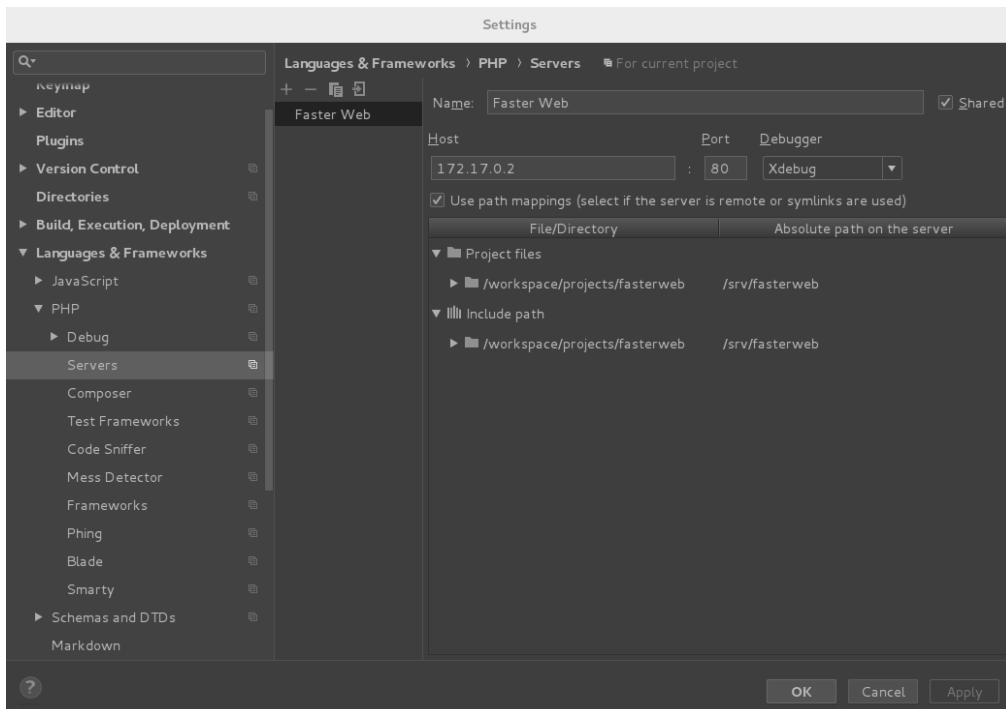 Settings
Languages & Frameworks › PHP › Servers For current project
Keymap
Editor
Plugins
Version Control
Directories
Build, Execution, Deployment
Languages & Frameworks
JavaScript
PHP
Debug
Servers
Composer
Test Frameworks
Code Sniffer
Mess Detector
Frameworks
Phing
Blade
Smarty
Schemas and DTDs
Markdown
Faster Web
Name: Faster Web Shared
Host Port Debugger
172.17.0.2 : 80 Xdebug
Use path mappings (select if the server is remote or symlinks are used)
File/Directory Absolute path on the server
Project files
/workspace/projects/fasterweb /srv/fasterweb
Include path
/workspace/projects/fasterweb /srv/fasterweb
? OK Cancel Apply